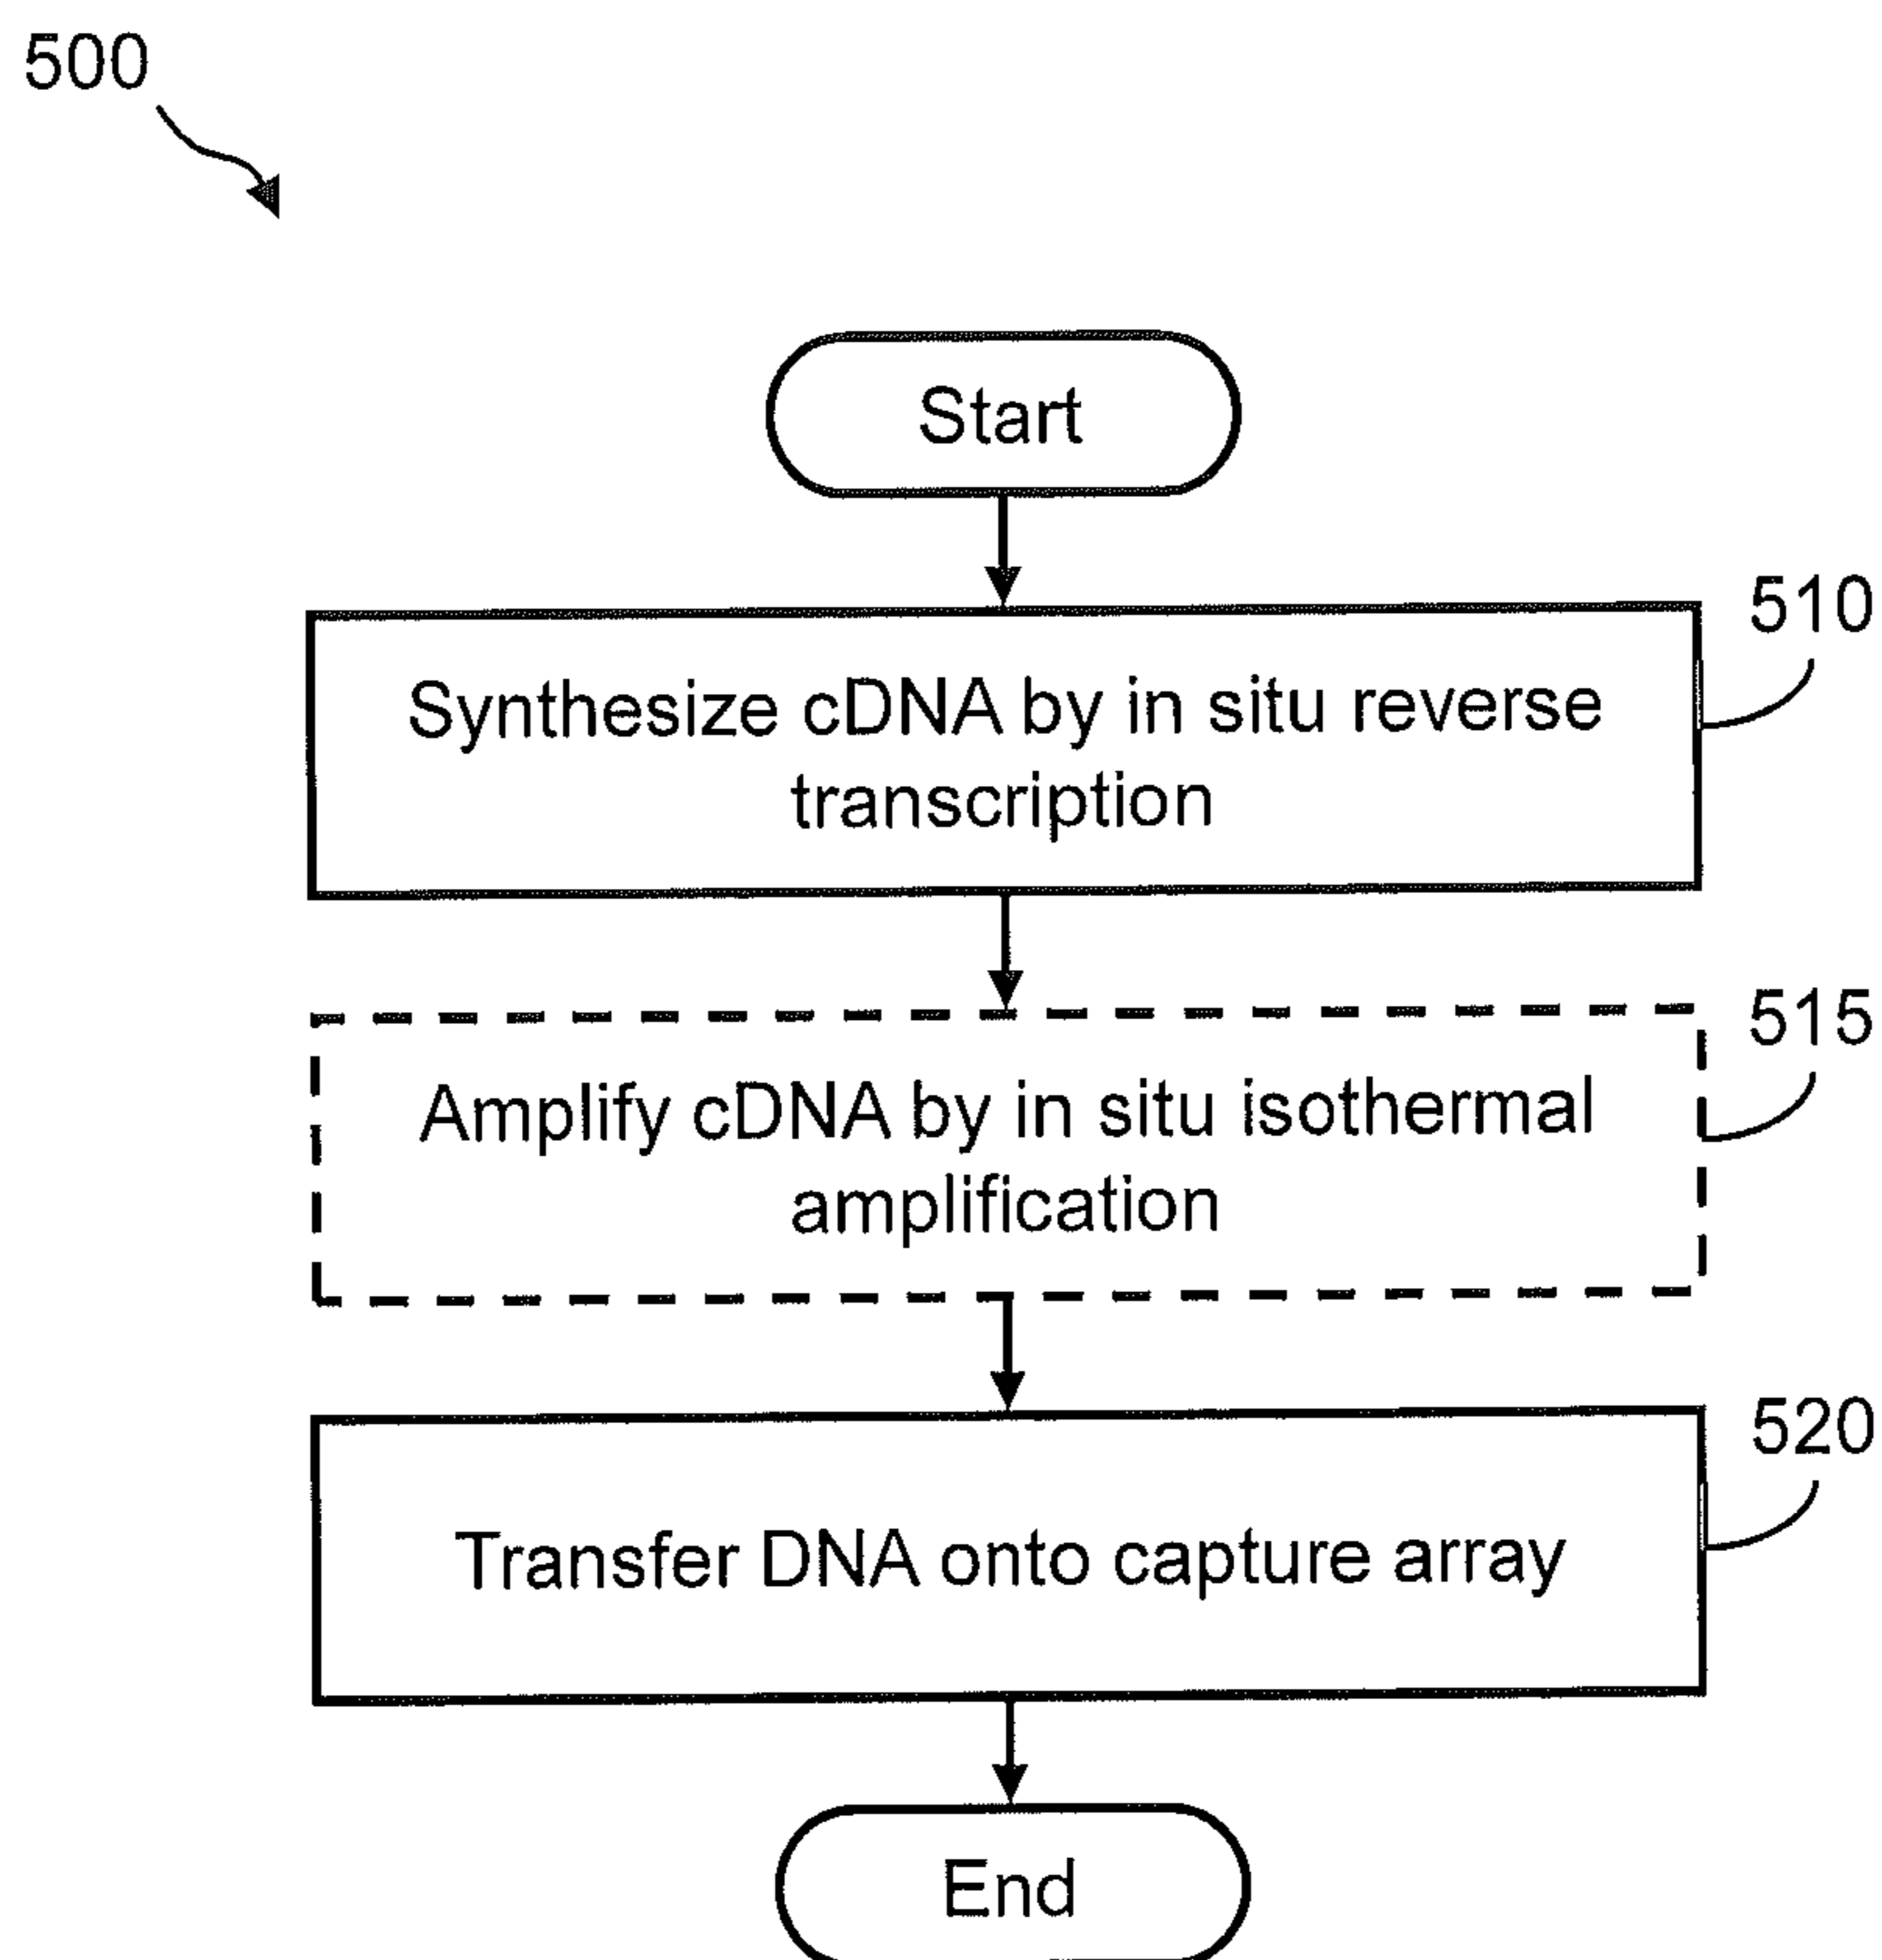 500
Start
510
Synthesize cDNA by in situ reverse
transcription
515
Amplify cDNA by in situ isothermal
amplification
520
Transfer DNA onto capture array
End